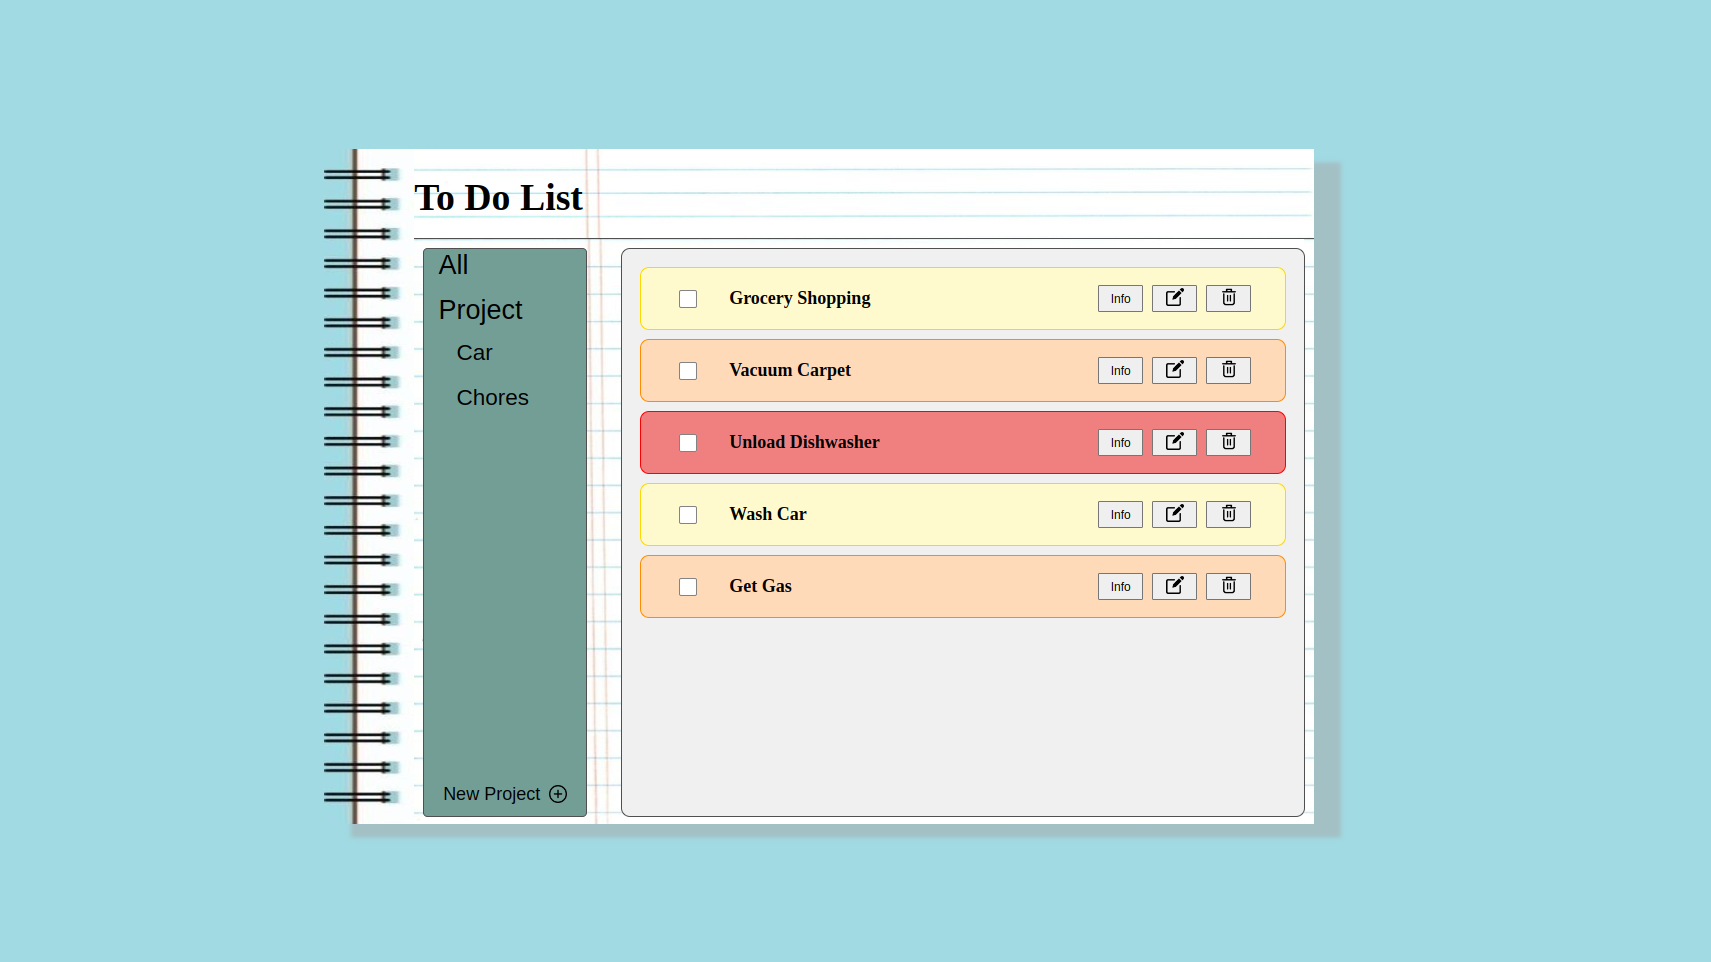 To Do List
All
Project
Car
Chores
New Project
Grocery Shopping Info
Vacuum Carpet Info
Unload Dishwasher Info
Wash Car Info
Get Gas Info